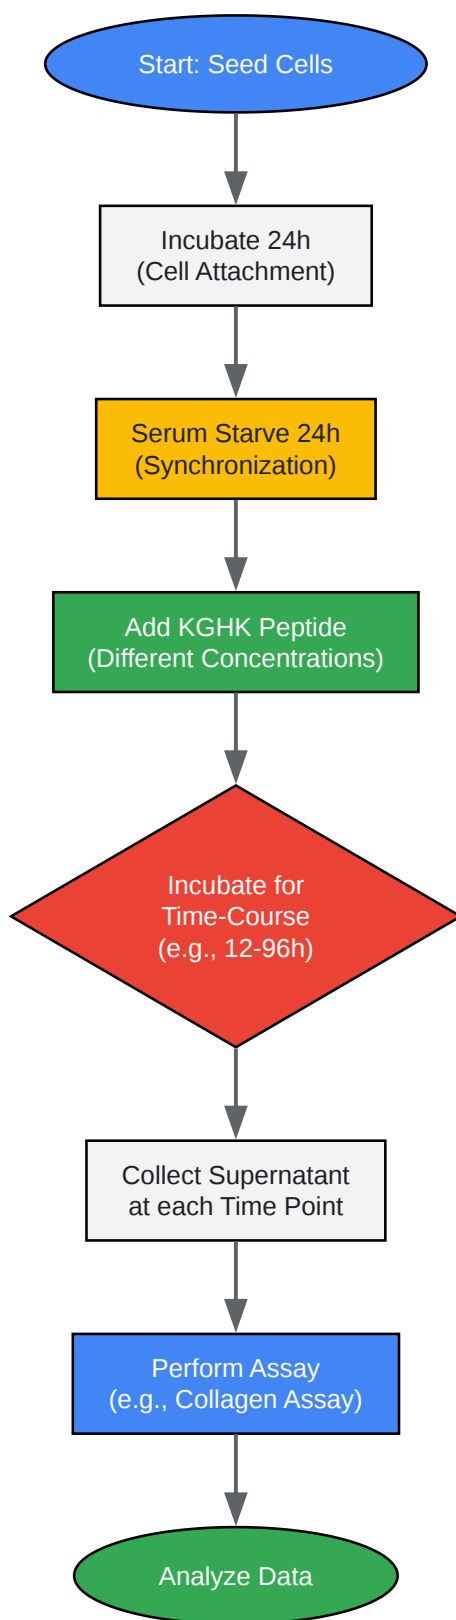 Start: Seed Cells
Incubate 24h
(Cell Attachment)
Serum Starve 24h
(Synchronization)
Add KGHK Peptide
(Different Concentrations)
Incubate for
Time-Course
(e.g., 12-96h)
Collect Supernatant
at each Time Point
Perform Assay
(e.g., Collagen Assay)
Analyze Data